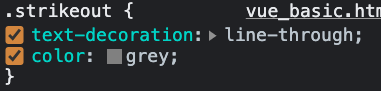 .strikeout { vue_basic.htm
text-decoration: line-through;
color: grey;
}